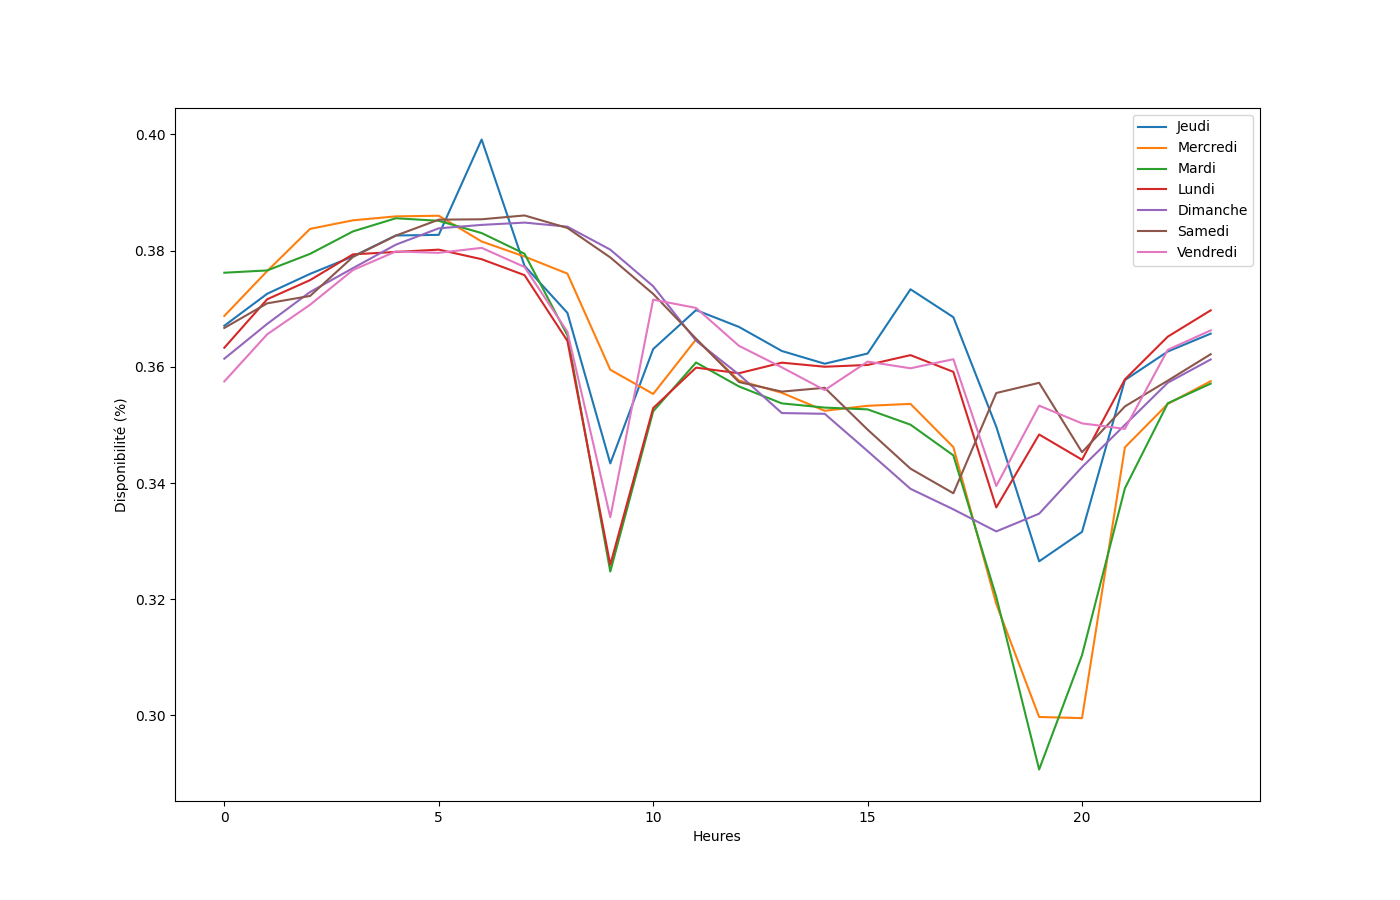 Jeudi
Mercredi
Mardi
Lundi
Dimanche
Samedi
Vendredi
0.40
0.38
0.36
0.34
0.32
0.30
Disponibilité (%)
0 5 10 15 20
Heures